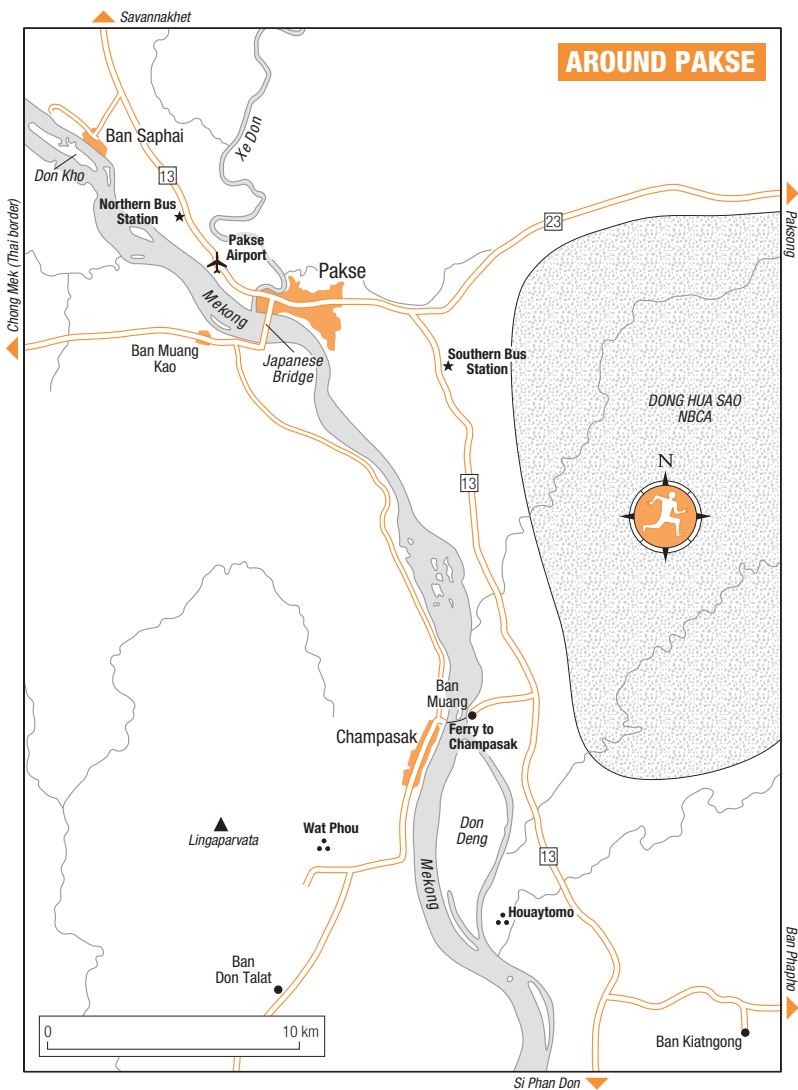 Savannakhet
AROUND PAKSE
Ban Saphai
Xe Don
Don Kho
13
Northern Bus
Station
23
Paksong
Pakse
Airport
Pakse
Chong Mek (Thai border)
Mekong
Ban Muang
Kao
Japanese
Bridge
Southern Bus
Station
DONG HUA SAO
NBCA
N
13
Ban
Muang
Champasak
Ferry to
Champasak
Lingaparvata
Wat Phou
Don
Deng
13
Mekong
Houaytomo
Ban Phapho
Ban
Don Talat
0 10 km
Ban Kiatngong
Si Phan Don